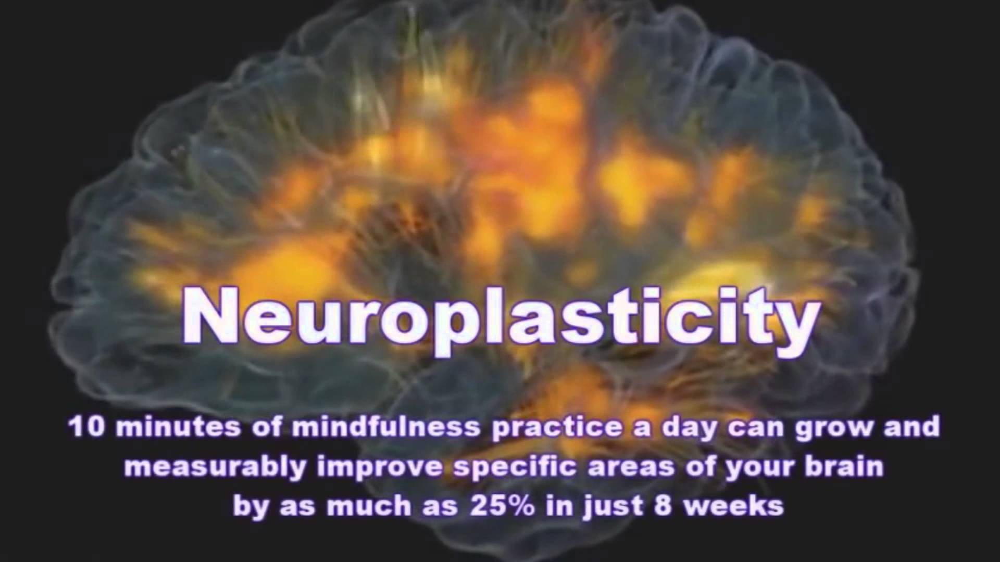 Neuroplasticity
10 minutes of mindfulness practice a day can grow and
measurably improve specific areas of your brain
by as much as 25% in just 8 weeks